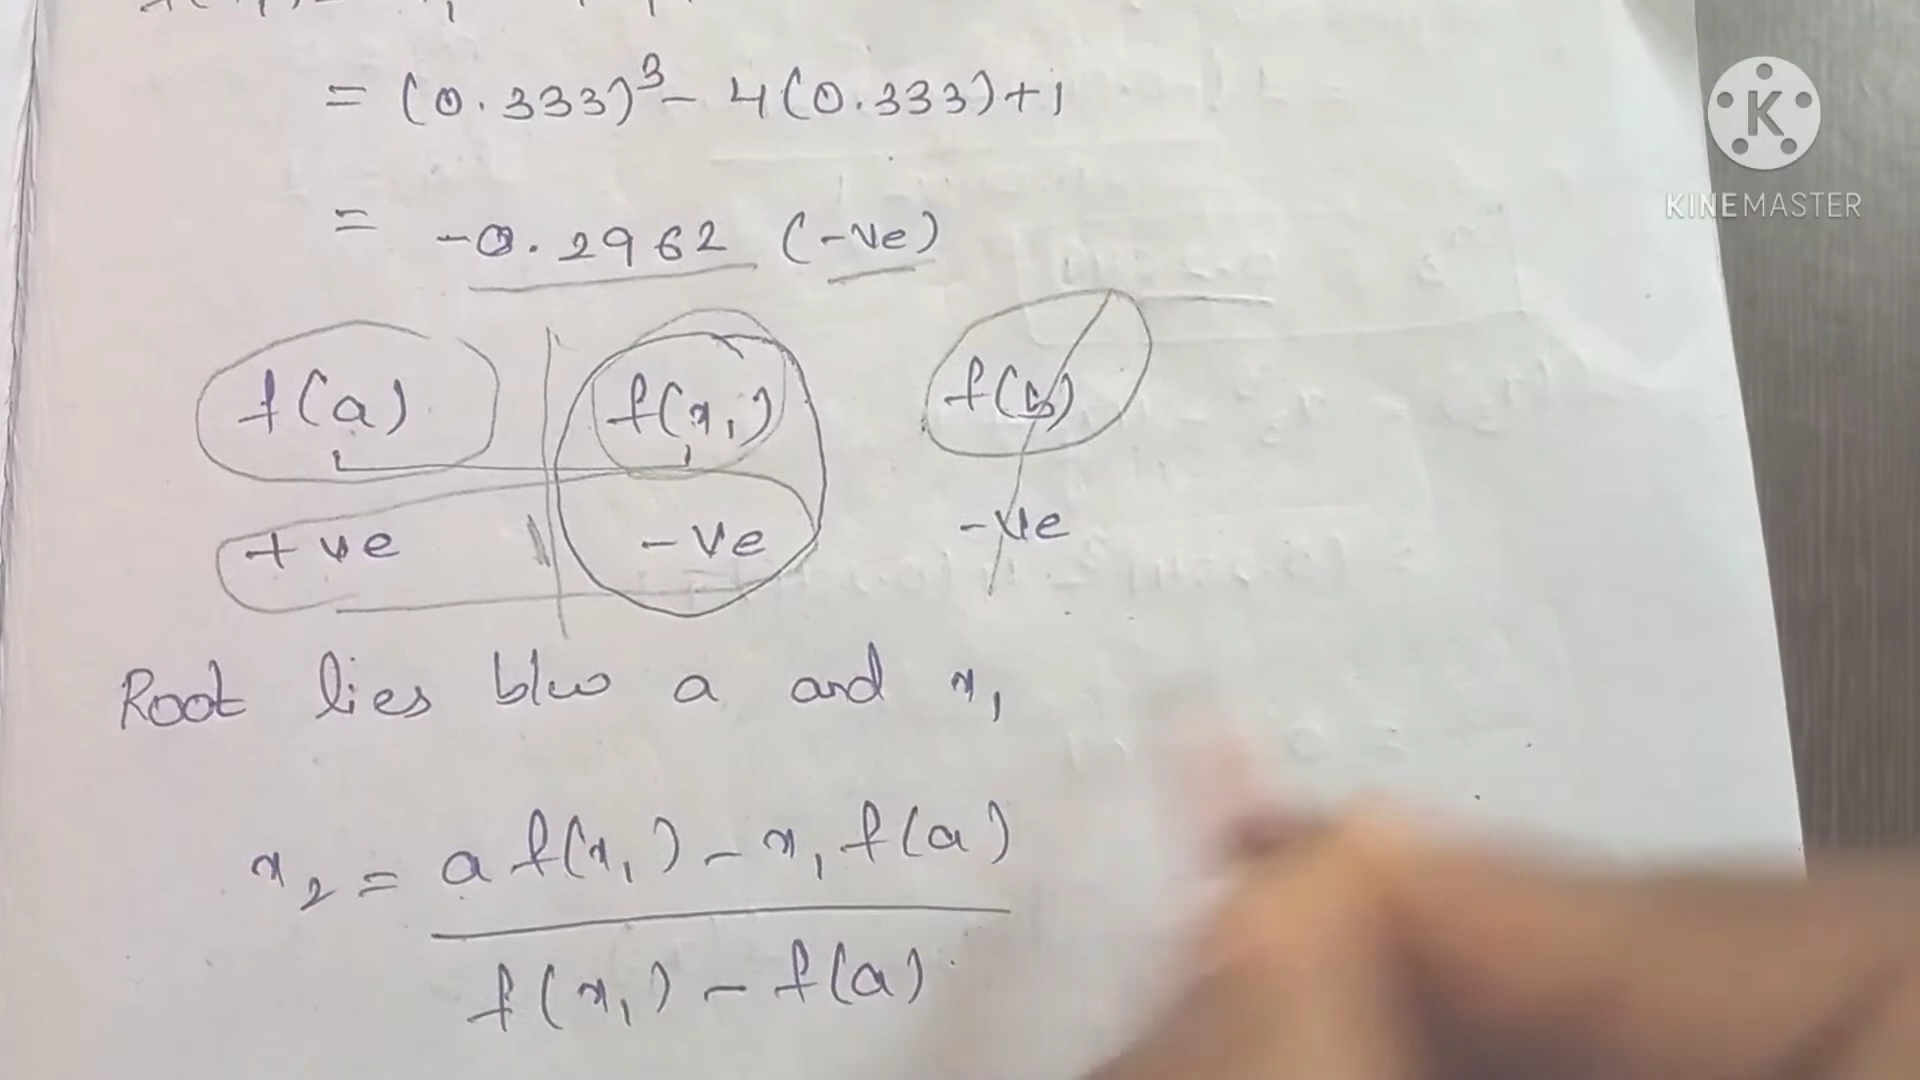 = (0.333)³ - 4(0.333)+1
K
KINEMASTER
= -0.2962 (-ve)
f(a) f(x₁) f(b)
+ve -ve -ve
Root lies b/w a and x₁
x₂ = a f(x₁) - x₁ f(a)
f(x₁) - f(a)